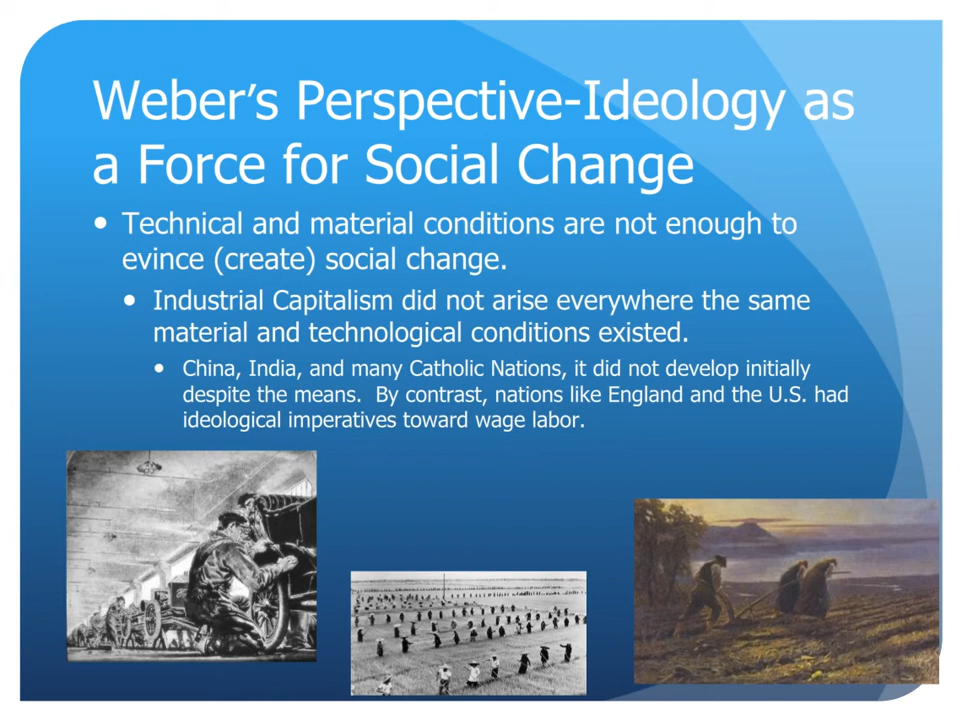 Weber's Perspective-Ideology as
a Force for Social Change
• Technical and material conditions are not enough to
evince (create) social change.
• Industrial Capitalism did not arise everywhere the same
material and technological conditions existed.
• China, India, and many Catholic Nations, it did not develop initially
despite the means.  By contrast, nations like England and the U.S. had
ideological imperatives toward wage labor.